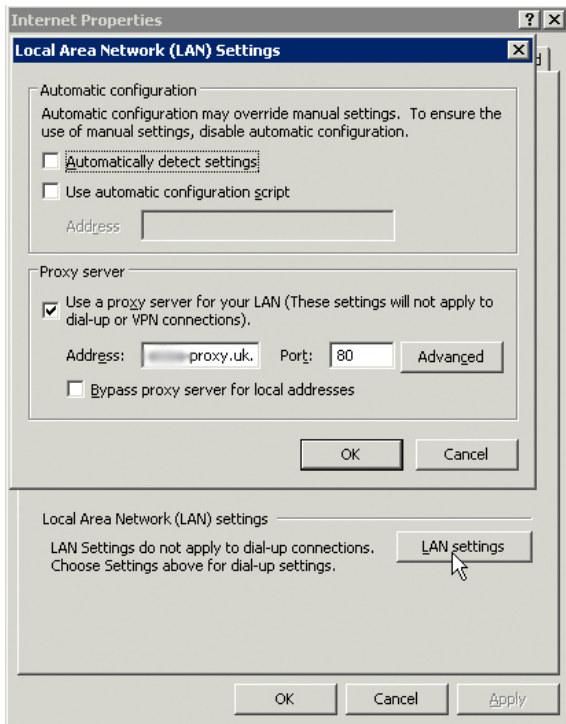 Internet Properties
Local Area Network (LAN) Settings
Automatic configuration
Automatic configuration may override manual settings. To ensure the
use of manual settings, disable automatic configuration.
Automatically detect settings
Use automatic configuration script
Address
Proxy server
Use a proxy server for your LAN (These settings will not apply to
dial-up or VPN connections).
Address: -proxy.uk. Port: 80 Advanced
Bypass proxy server for local addresses
OK Cancel
Local Area Network (LAN) settings
LAN Settings do not apply to dial-up connections. LAN settings
Choose Settings above for dial-up settings.
OK Cancel Apply